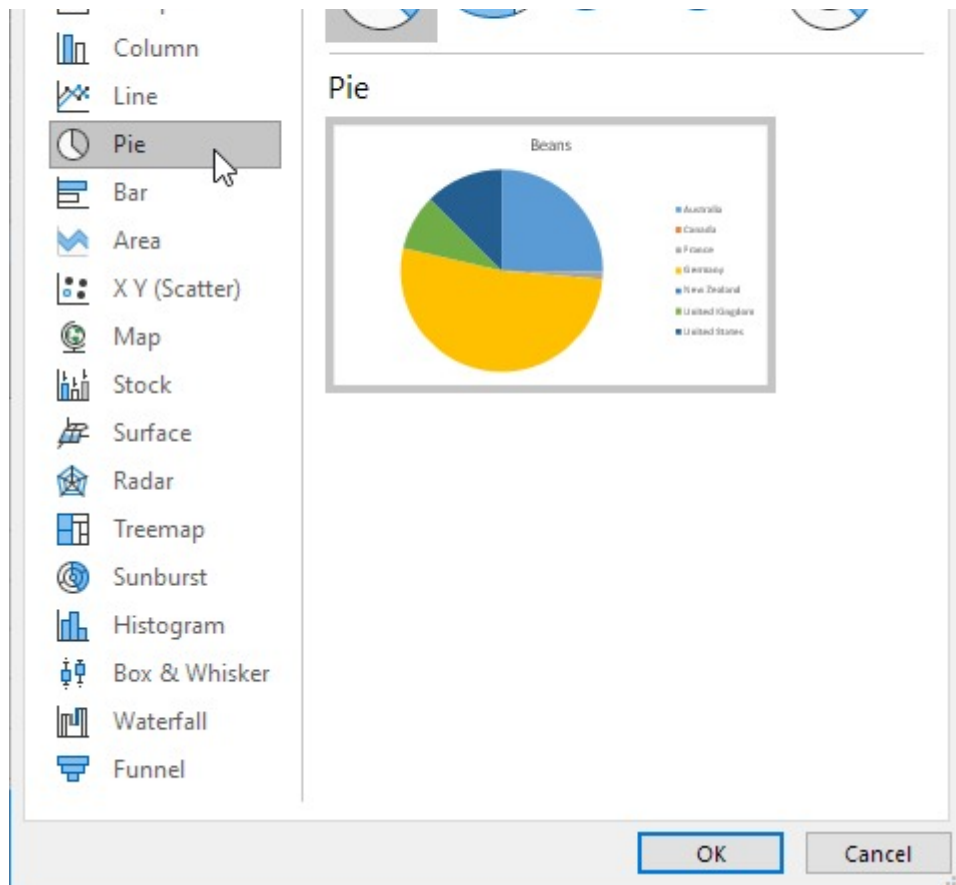 Column
Line
Pie
Bar
Area
X Y (Scatter)
Map
Stock
Surface
Radar
Treemap
Sunburst
Histogram
Box & Whisker
Waterfall
Funnel
Pie
Beans
Australia
Canada
France
Germany
New Zealand
United Kingdom
United States
OK
Cancel